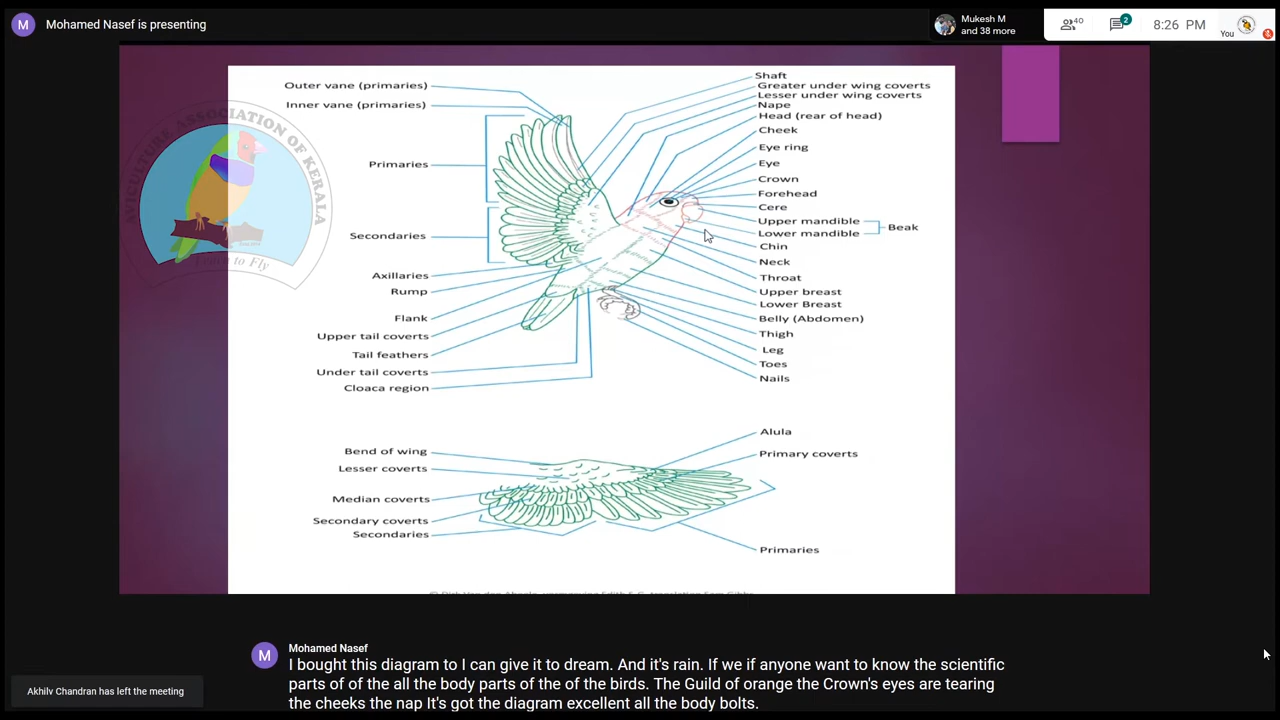 M
Mohamed Nasef is presenting
Mukesh M
and 38 more
40
2
8:26 PM
You
AVICULTURE ASSOCIATION OF KERALA
to Fly
Outer vane (primaries)
Inner vane (primaries)
Primaries
Secondaries
Axillaries
Rump
Flank
Upper tail coverts
Tail feathers
Under tail coverts
Cloaca region
Shaft
Greater under wing coverts
Lesser under wing coverts
Nape
Head (rear of head)
Cheek
Eye ring
Eye
Crown
Forehead
Cere
Upper mandible
Lower mandible
Beak
Chin
Neck
Throat
Upper breast
Lower Breast
Belly (Abdomen)
Thigh
Leg
Toes
Nails
Bend of wing
Lesser coverts
Median coverts
Secondary coverts
Secondaries
Alula
Primary coverts
Primaries
M
Mohamed Nasef
I bought this diagram to I can give it to dream. And it's rain. If we if anyone want to know the scientific
parts of of the all the body parts of the of the birds. The Guild of orange the Crown's eyes are tearing
the cheeks the nap It's got the diagram excellent all the body bolts.
Akhilv Chandran has left the meeting